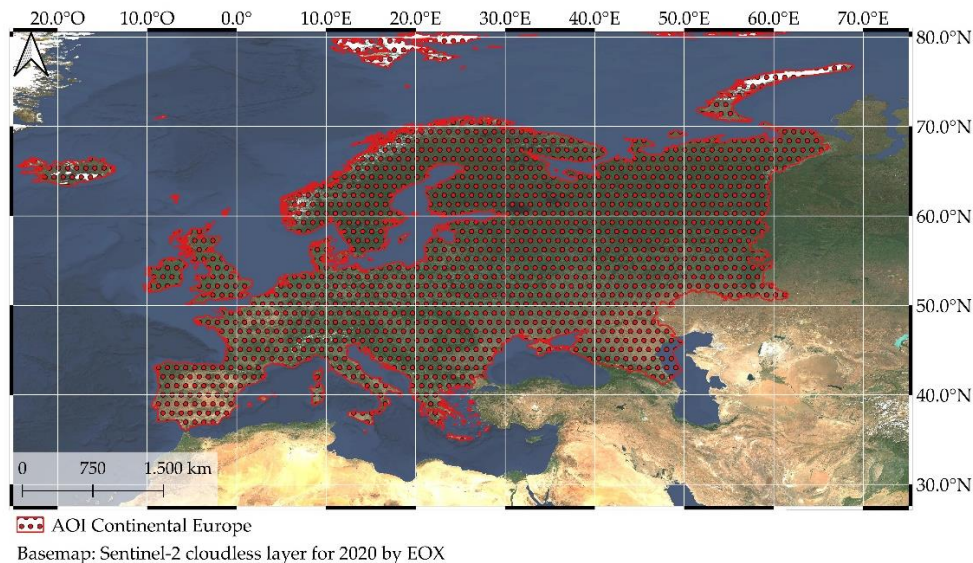 20.0°O 10.0°O 0.0° 10.0°E 20.0°E 30.0°E 40.0°E 50.0°E 60.0°E 70.0°E
80.0°N
70.0°N
60.0°N
50.0°N
40.0°N
30.0°N
0 750 1.500 km
AOI Continental Europe
Basemap: Sentinel-2 cloudless layer for 2020 by EOX